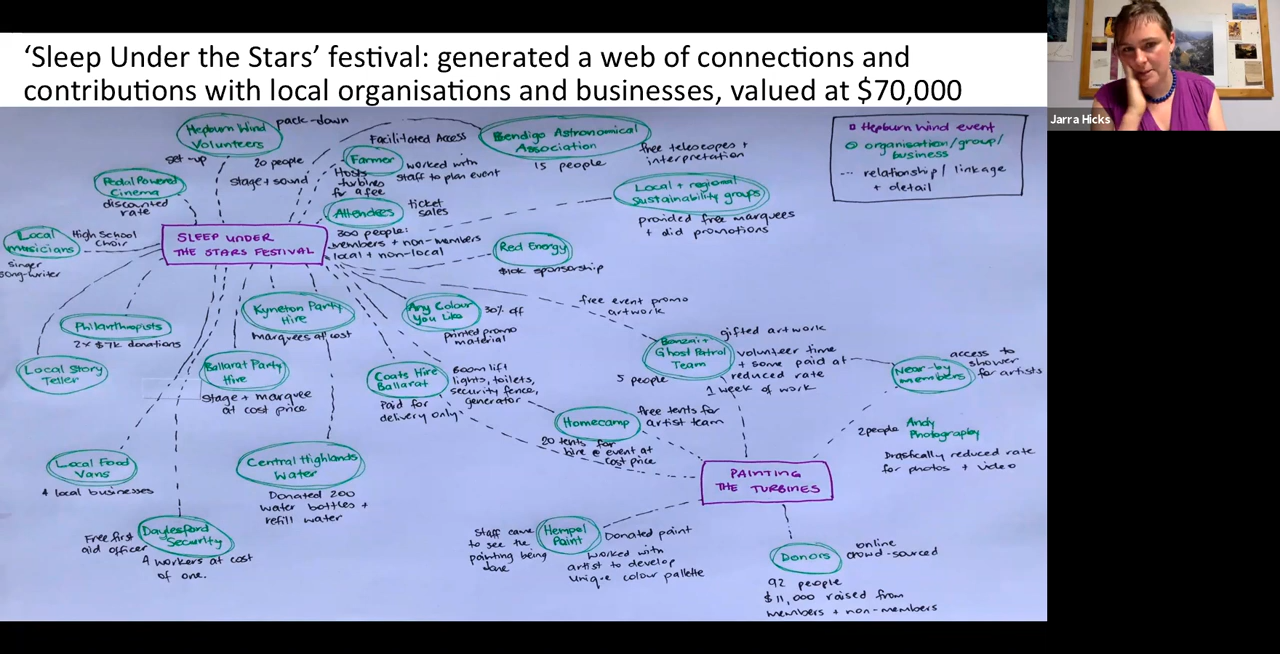 ‘Sleep Under the Stars’ festival: generated a web of connections and
contributions with local organisations and businesses, valued at $70,000
Jarra Hicks
Hepburn Wind event
organisation/group/
business
relationship/ linkage
+ detail
Hepburn Wind
Volunteers
pack-down
set-up
20 people
stage + sound
Facilitated Access
Farmer
Hosts
turbines
for a fee
worked with
staff to plan event
Bendigo Astronomical
Association
15 people
free telescopes +
interpretation
Pedal Powered
Cinema
discounted
rate
Attendees
ticket
sales
300 people:
members + non-members
local + non-local
Local + regional
Sustainability groups
provided free marquees
+ did promotions
Local
musicians
High School
Choir
singer
song-writer
SLEEP UNDER
THE STARS FESTIVAL
Red Energy
$10k sponsorship
Philanthropists
2x $7k donations
Kyneton Party
Hire
marquees at cost
Any Colour
You Like
30% off
printed promo
material
free event promo
artwork
Local Story
Teller
Ballarat Party
Hire
Stage + marquee
at cost price
Coats Hire
Ballarat
Paid for
delivery only
Boom lift
lights, toilets,
security fence,
generator
Ghost Patrol
Team
5 people
gifted artwork
volunteer time
+ some paid at
reduced rate
1 week of work
Near-by
members
access to
shower
for artists
Homecamp
free tents for
artist team
20 tents for
hire @ event at
cost price
2 people
Andy
Photography
Drastically reduced rate
for photos + video
Local Food
Vans
4 local businesses
Central Highlands
Water
Donated 200
water bottles +
refill water
PAINTING
THE TURBINES
Daylesford
Security
Free first
aid officer
4 workers at cost
of one.
Hempel
Paint
Staff came
to see the
painting being
done
Donated paint
worked with
artist to develop
unique colour pallette
Donors
online
crowd-sourced
92 people
$11,000 raised from
members + non-members